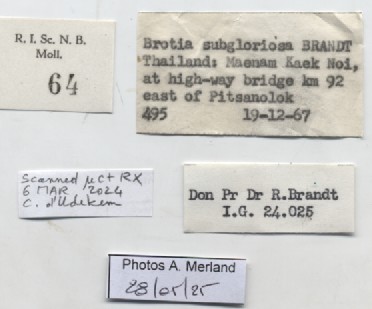 R. I. Sc. N. B.
Moll.
64
Brotia subgloriosa BRANDT
Thailand: Maenam Kaek Noi,
at high-way bridge km 92
east of Pitsanolok
495 19-12-67
Scanned µct RX
6 MAR 2024
C. d'Udekem
Don Pr Dr R.Brandt
I.G. 24.025
Photos A. Merland
28/05/25